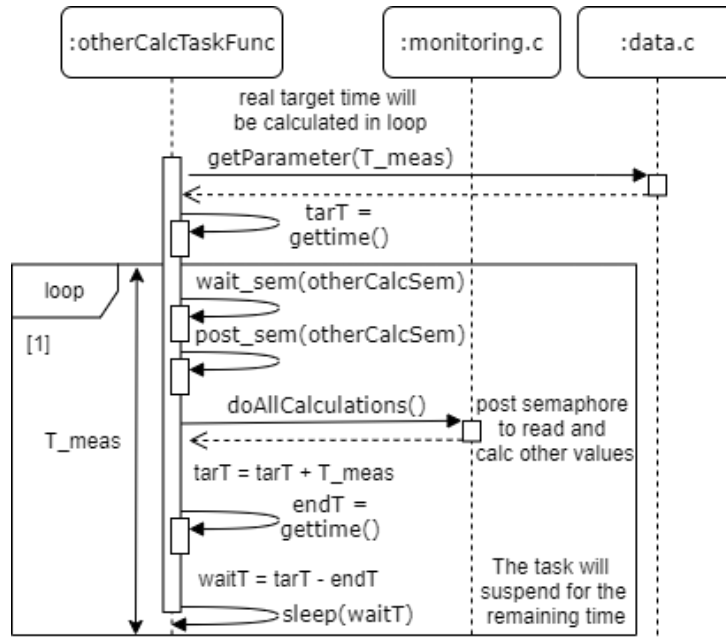 :otherCalcTaskFunc
:monitoring.c
:data.c
real target time will
be calculated in loop
getParameter(T_meas)
tarT =
gettime()
loop
[1]
T_meas
wait_sem(otherCalcSem)
post_sem(otherCalcSem)
doAllCalculations()
post semaphore
to read and
calc other values
tarT = tarT + T_meas
endT =
gettime()
waitT = tarT - endT
The task will
suspend for the
remaining time
sleep(waitT)